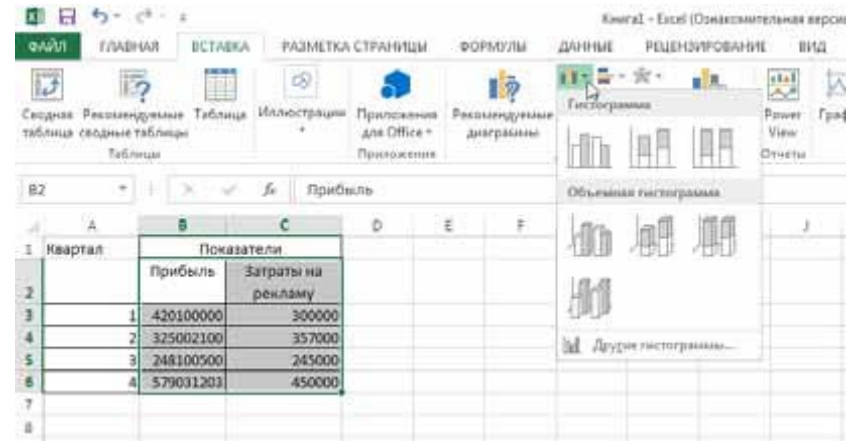 Книга1 - Excel (Ознакомительная верси
ФАЙЛ ГЛАВНАЯ ВСТАВКА РАЗМЕТКА СТРАНИЦЫ ФОРМУЛЫ ДАННЫЕ РЕЦЕНЗИРОВАНИЕ ВИД
Сводная Рекомендуемые Таблица Иллюстрации Приложения Рекомендуемые Power Граф
таблица сводные таблицы для Office диаграммы View
Таблицы Приложения Отчеты
Гистограмма
Объемная гистограмма
Другие гистограммы...
B2 fx Прибыль
A B C D E F J
1 Квартал Показатели
2 Прибыль Затраты на
рекламу
3 1 420100000 300000
4 2 325002100 357000
5 3 248100500 245000
6 4 579031203 450000
7
8